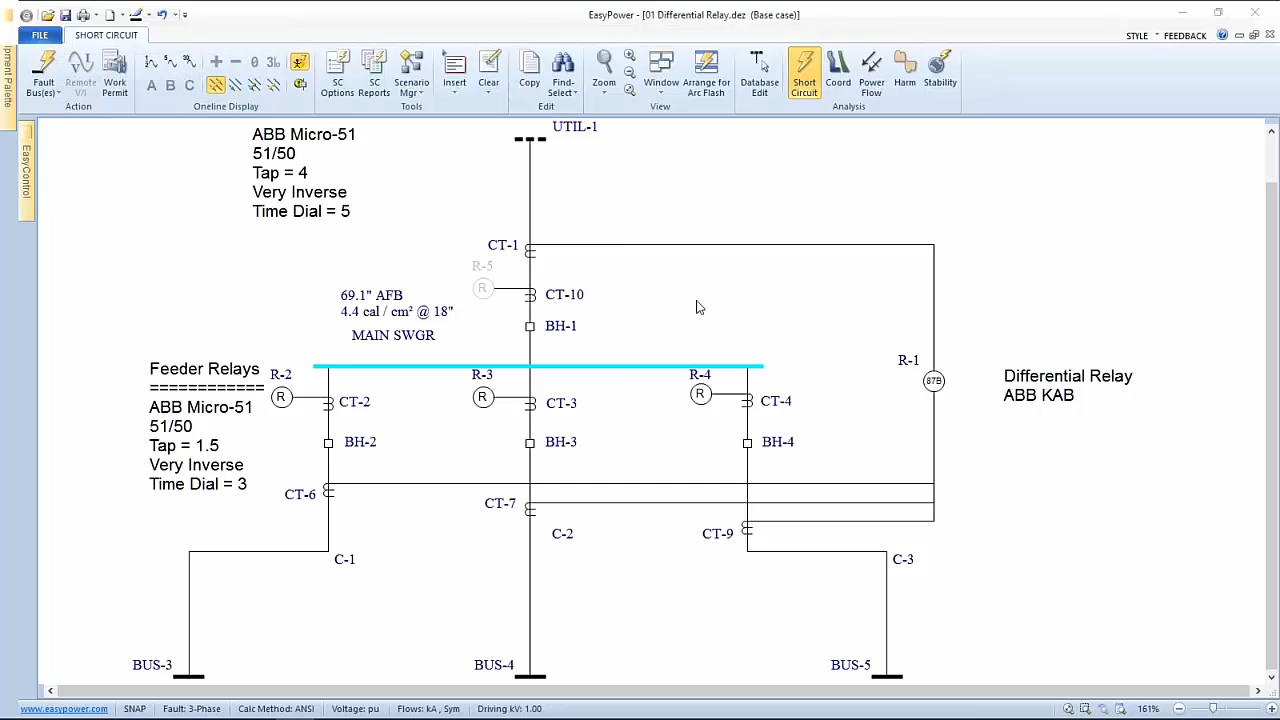 EasyPower - [01 Differential Relay.dez (Base case)]
FILE
SHORT CIRCUIT
STYLE
FEEDBACK
Fault Bus(es)
Remote V/I
Work Permit
Action
A B C
0 3₀
Oneline Display
SC Options
SC Reports
Scenario Mgr
Tools
Insert
Clear
Copy
Find-Select
Edit
Zoom
Window
Arrange for Arc Flash
View
Database Edit
Short Circuit
Coord
Power Flow
Harm
Stability
Analysis
EasyControl
ABB Micro-51
51/50
Tap = 4
Very Inverse
Time Dial = 5
UTIL-1
CT-1
R-5
R
CT-10
69.1" AFB
4.4 cal / cm² @ 18"
BH-1
MAIN SWGR
R-1
87B
Differential Relay
ABB KAB
Feeder Relays
============
ABB Micro-51
51/50
Tap = 1.5
Very Inverse
Time Dial = 3
R-2
R
CT-2
R-3
R
CT-3
R-4
R
CT-4
BH-2
BH-3
BH-4
CT-6
CT-7
CT-9
C-1
C-2
C-3
BUS-3
BUS-4
BUS-5
www.easypower.com
SNAP
Fault: 3-Phase
Calc Method: ANSI
Voltage: pu
Flows: kA , Sym
Driving kV: 1.00
161%